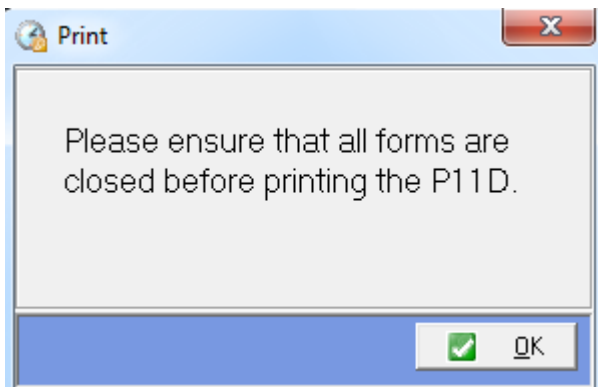 Print
Please ensure that all forms are
closed before printing the P11D.
OK